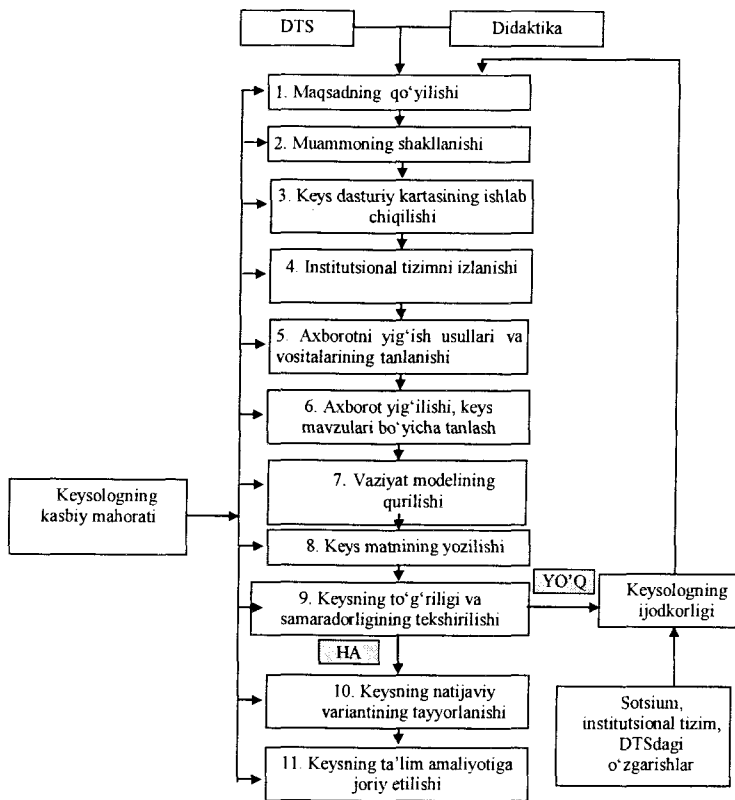 DTS
Didaktika
1. Maqsadning qo‘yilishi
2. Muammoning shakllanishi
3. Keys dasturiy kartasining ishlab
chiqilishi
4. Institutsional tizimni izlanishi
5. Axborotni yig‘ish usullari va
vositalarining tanlanishi
6. Axborot yig‘ilishi, keys
mavzulari bo‘yicha tanlash
Keysologning
kasbiy mahorati
7. Vaziyat modelining
qurilishi
8. Keys matnining yozilishi
9. Keysning to‘g‘riligi va
samaradorligining tekshirilishi
YO’Q
Keysologning
ijodkorligi
HA
10. Keysning natijaviy
variantining tayyorlanishi
Sotsium,
institutsional tizim,
DTSdagi
o‘zgarishlar
11. Keysning ta’lim amaliyotiga
joriy etilishi